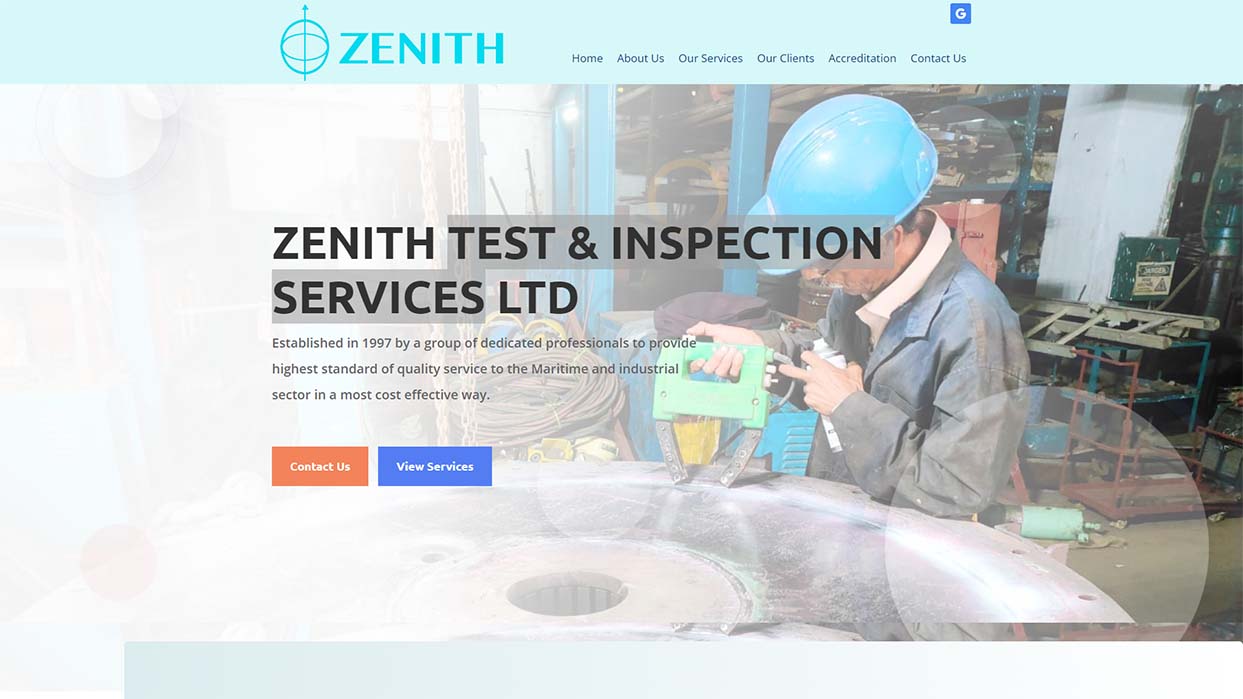 ZENITH
G
Home About Us Our Services Our Clients Accreditation Contact Us
ZENITH TEST & INSPECTION
SERVICES LTD
Established in 1997 by a group of dedicated professionals to provide
highest standard of quality service to the Maritime and industrial
sector in a most cost effective way.
Contact Us View Services
DANGER